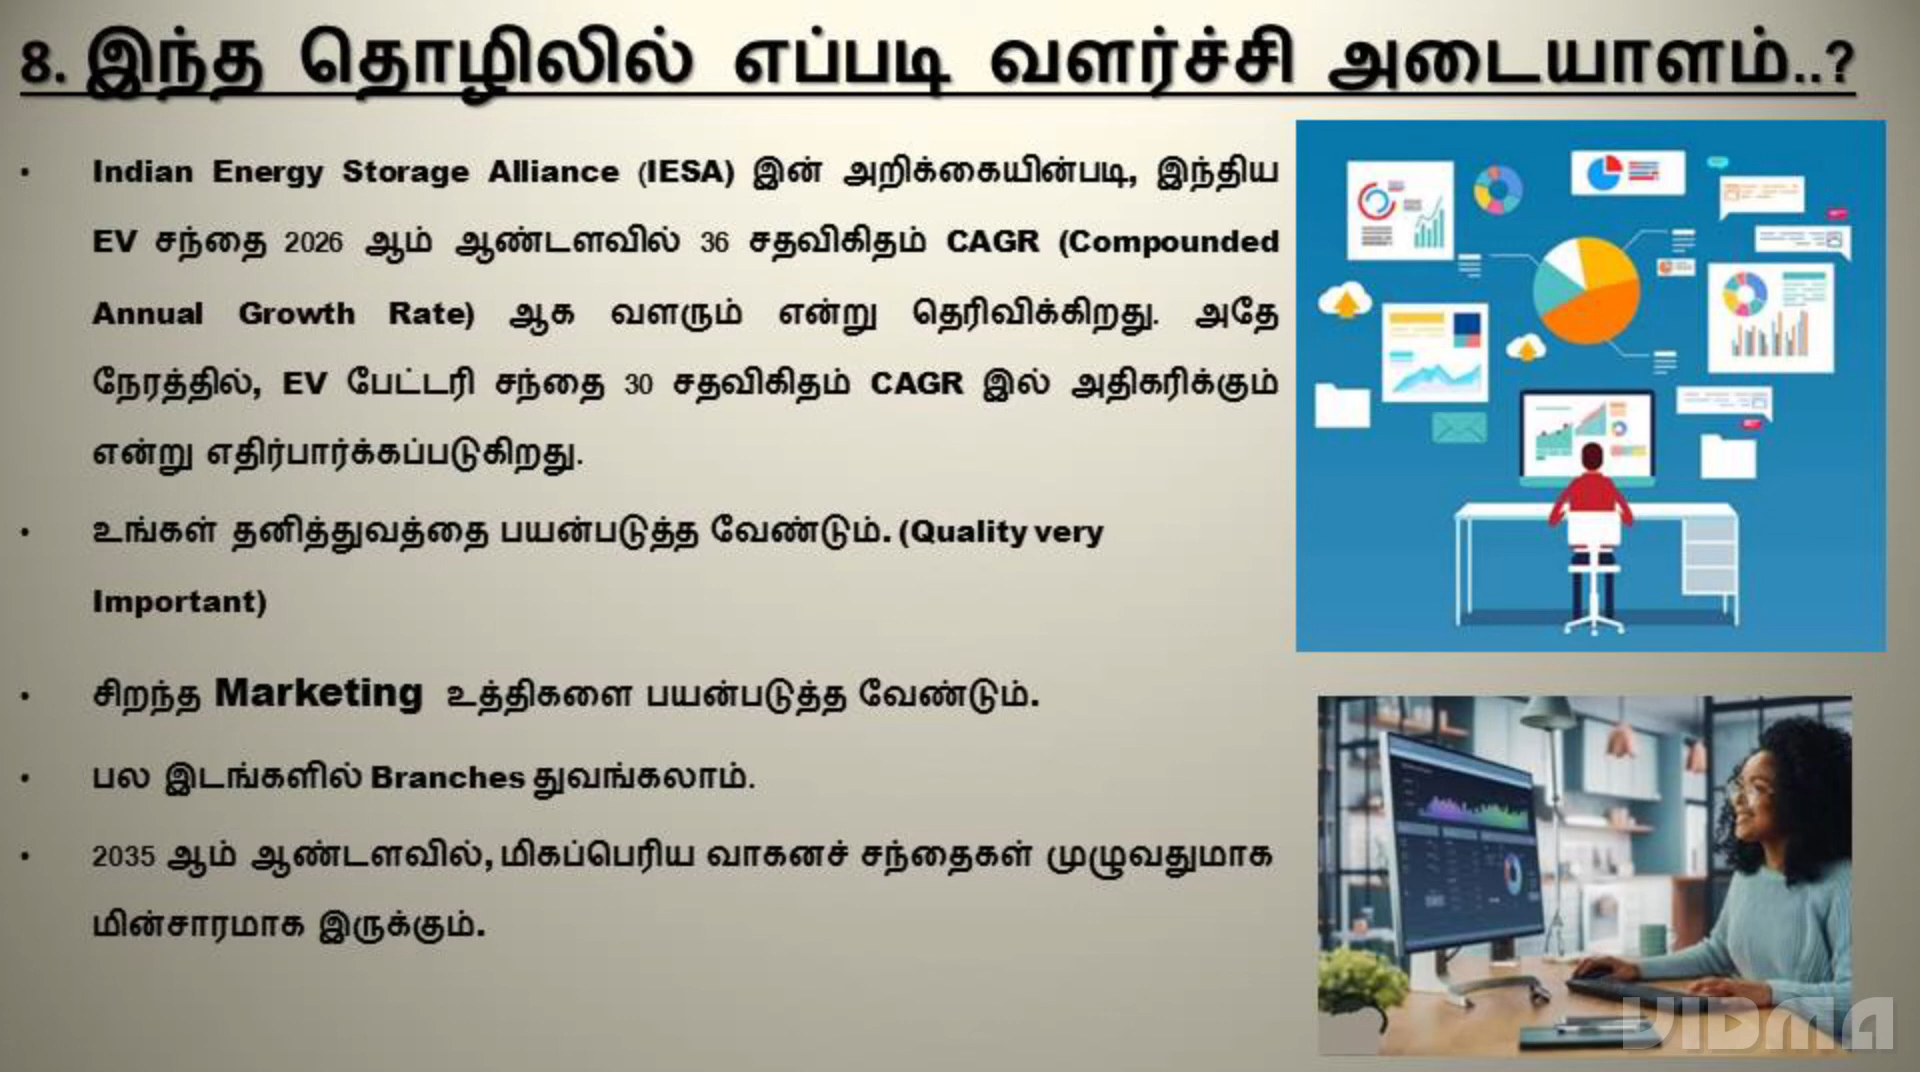 8. இந்த தொழிலில் எப்படி வளர்ச்சி அடையாளம்..?
• Indian Energy Storage Alliance (IESA) இன் அறிக்கையின்படி, இந்திய
EV சந்தை 2026 ஆம் ஆண்டளவில் 36 சதவிகிதம் CAGR (Compounded
Annual Growth Rate) ஆக வளரும் என்று தெரிவிக்கிறது. அதே
நேரத்தில், EV பேட்டரி சந்தை 30 சதவிகிதம் CAGR இல் அதிகரிக்கும்
என்று எதிர்பார்க்கப்படுகிறது.
• உங்கள் தனித்துவத்தை பயன்படுத்த வேண்டும். (Quality very
Important)
• சிறந்த Marketing உத்திகளை பயன்படுத்த வேண்டும்.
• பல இடங்களில் Branches துவங்கலாம்.
• 2035 ஆம் ஆண்டளவில், மிகப்பெரிய வாகனச் சந்தைகள் முழுவதுமாக
மின்சாரமாக இருக்கும்.
VIDMA